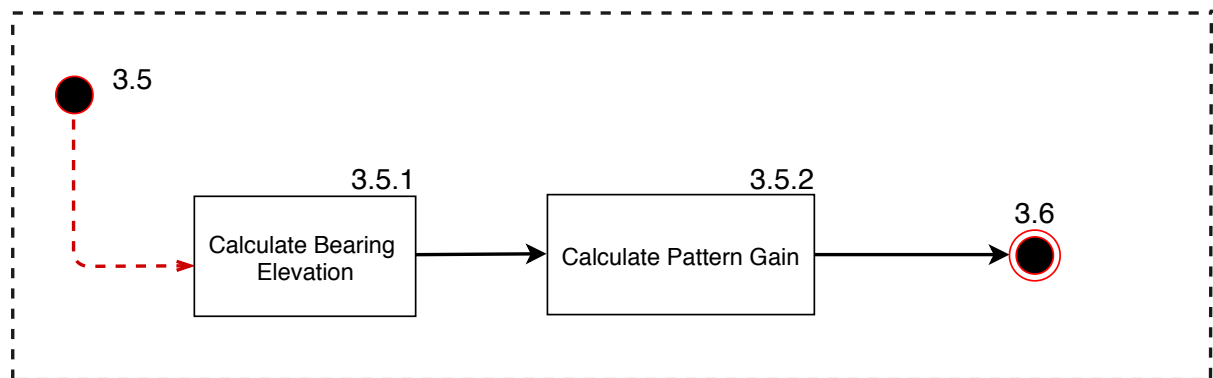 3.5
3.5.1
Calculate Bearing
Elevation
3.5.2
Calculate Pattern Gain
3.6